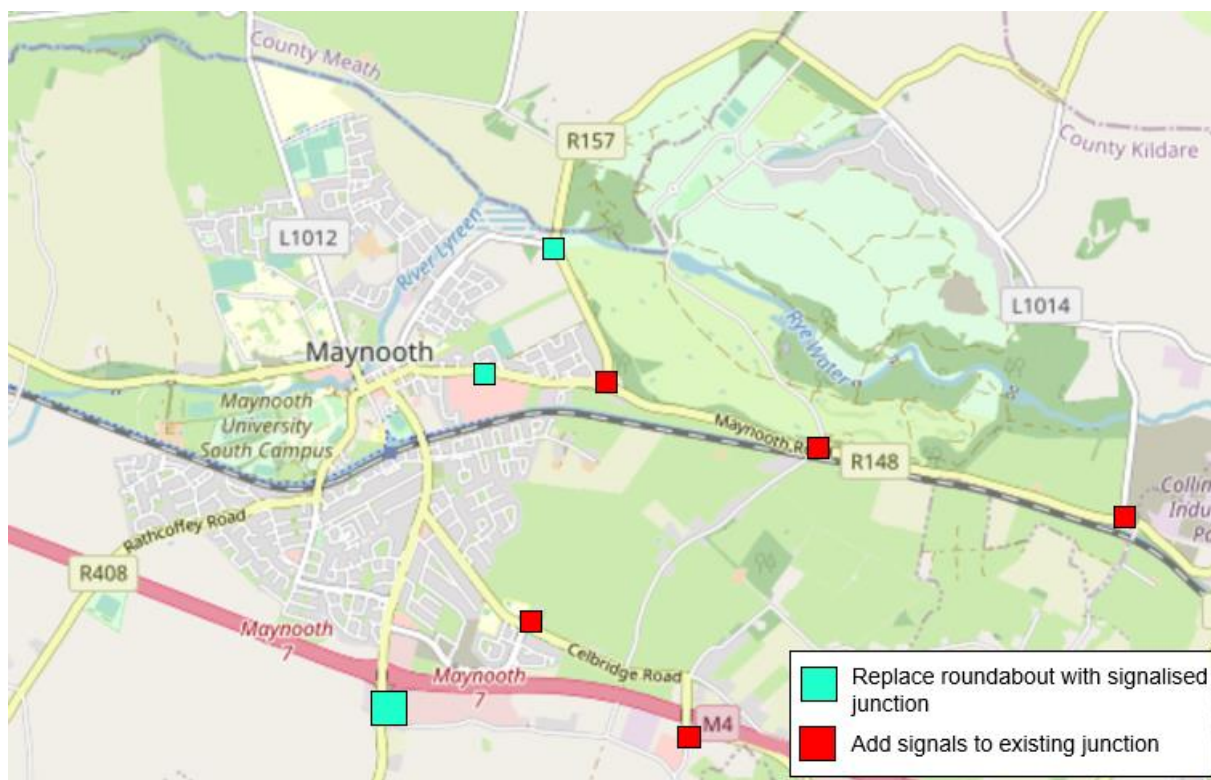 County Meath
R157
County Kildare
L1012
River Lyreen
L1014
Maynooth
Rye Water
Maynooth
University
South Campus
Maynooth R
R148
Collin
Indu
Pa
Rathcoffey Road
R408
Maynooth
7
Celbridge Road
Maynooth
7
M4
Replace roundabout with signalised
junction
Add signals to existing junction